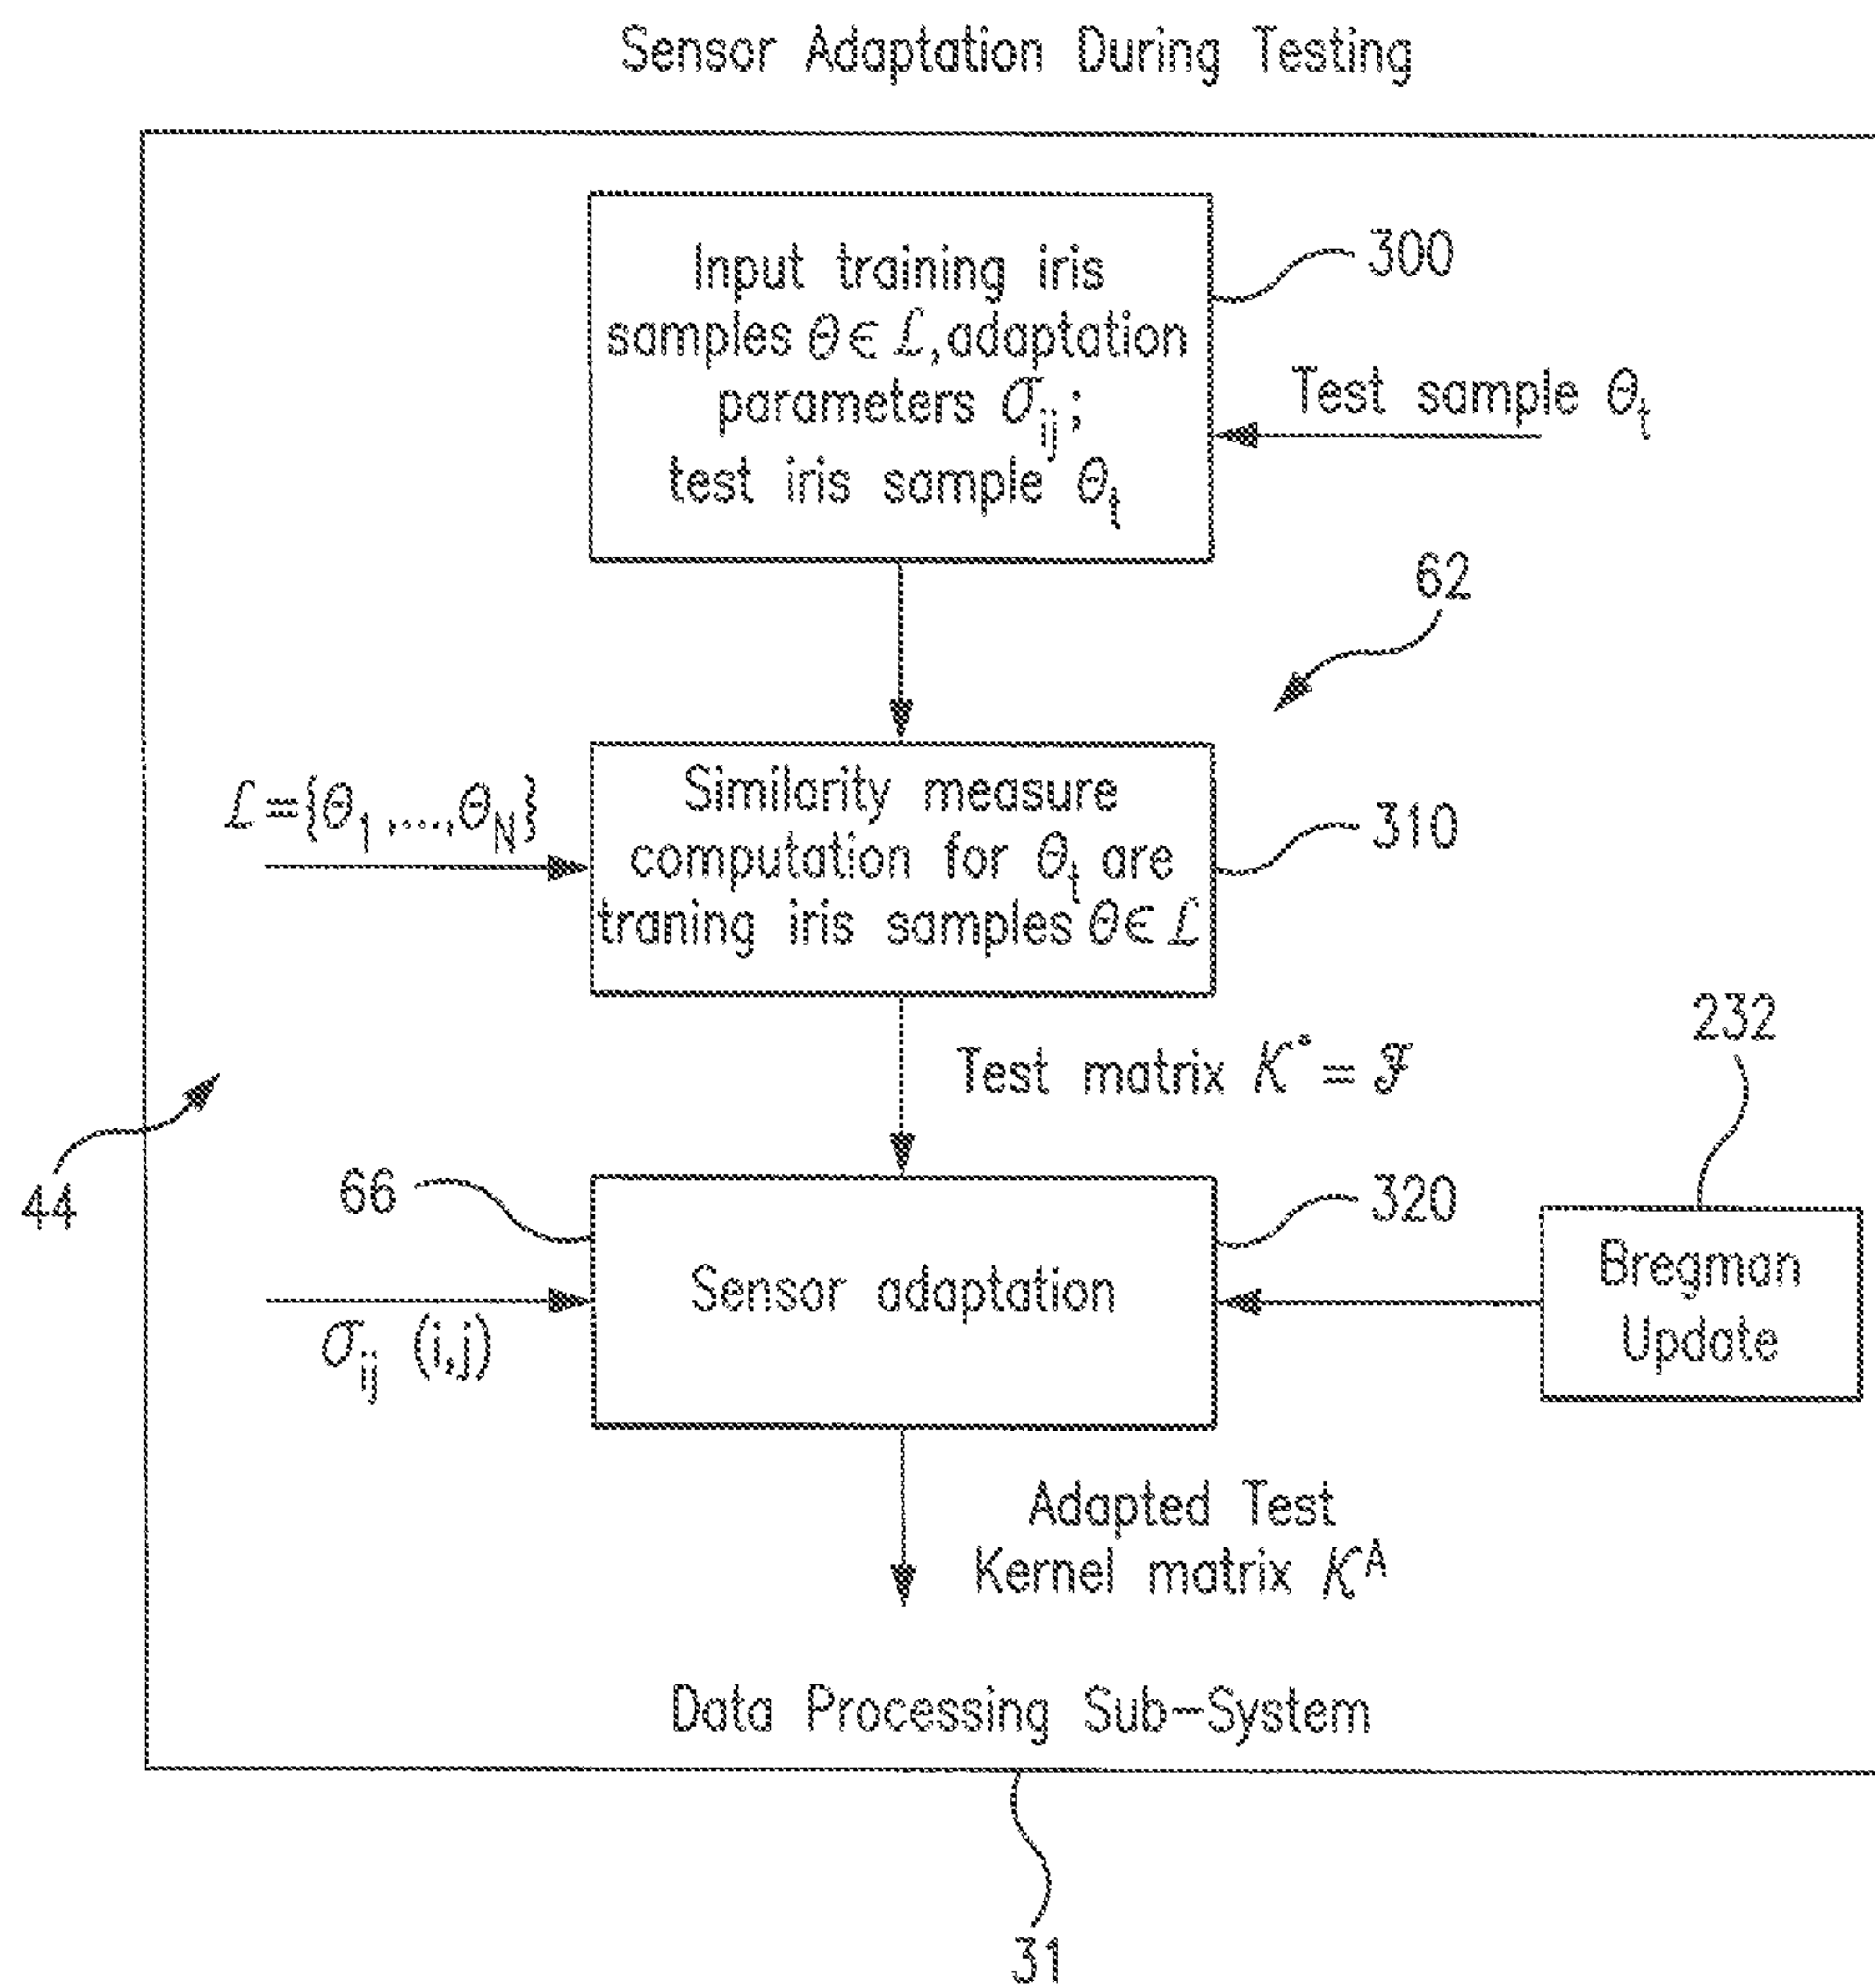 Sensor Adaptation During Testing
Input training iris
samples θ∈ℒ, adaptation
parameters σij;
test iris sample θt
300
Test sample θt
62
ℒ={θ1,...,θN}
Similarity measure
computation for θt are
traning iris samples θ∈ℒ
310
Test matrix K° = ℱ
232
44
66
320
Sensor adaptation
Bregman
Update
σij (i,j)
Adapted Test
Kernel matrix K^A
Data Processing Sub-System
31